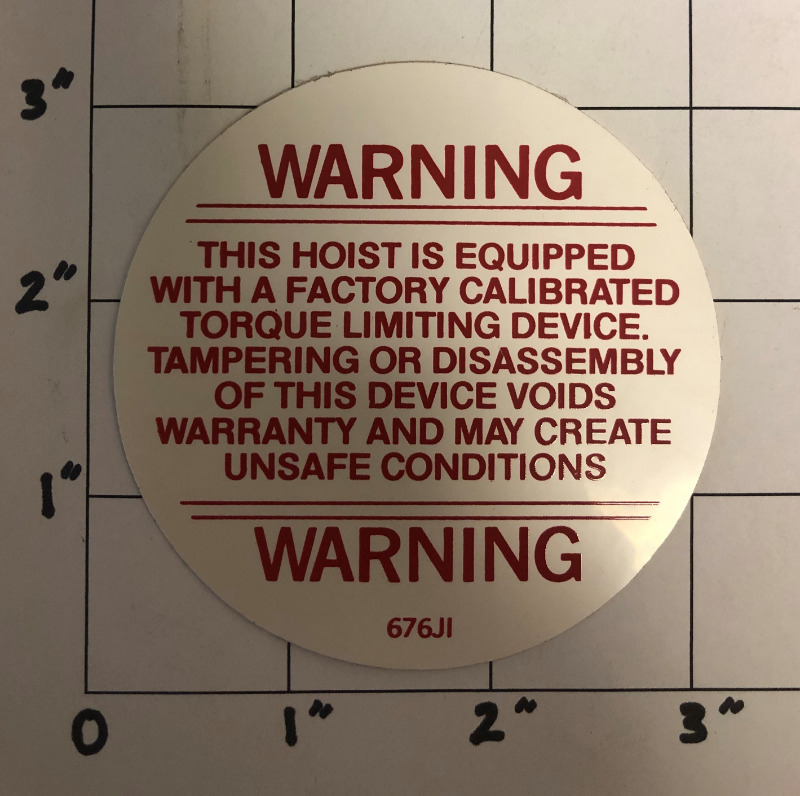 3"
WARNING
THIS HOIST IS EQUIPPED
WITH A FACTORY CALIBRATED
2"
TORQUE LIMITING DEVICE.
TAMPERING OR DISASSEMBLY
OF THIS DEVICE VOIDS
WARRANTY AND MAY CREATE
UNSAFE CONDITIONS
1"
WARNING
676JI
0 1" 2" 3"